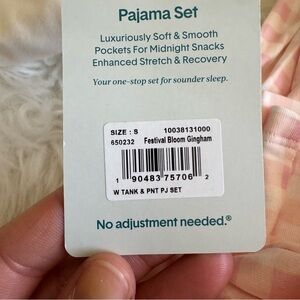 Pajama Set
Luxuriously Soft & Smooth
Pockets For Midnight Snacks
Enhanced Stretch & Recovery
Your one-stop set for sounder sleep.
SIZE : S 10038131000
650232 Festival Bloom Gingham
1 90483 75706 2
W TANK & PNT PJ SET
No adjustment needed.®